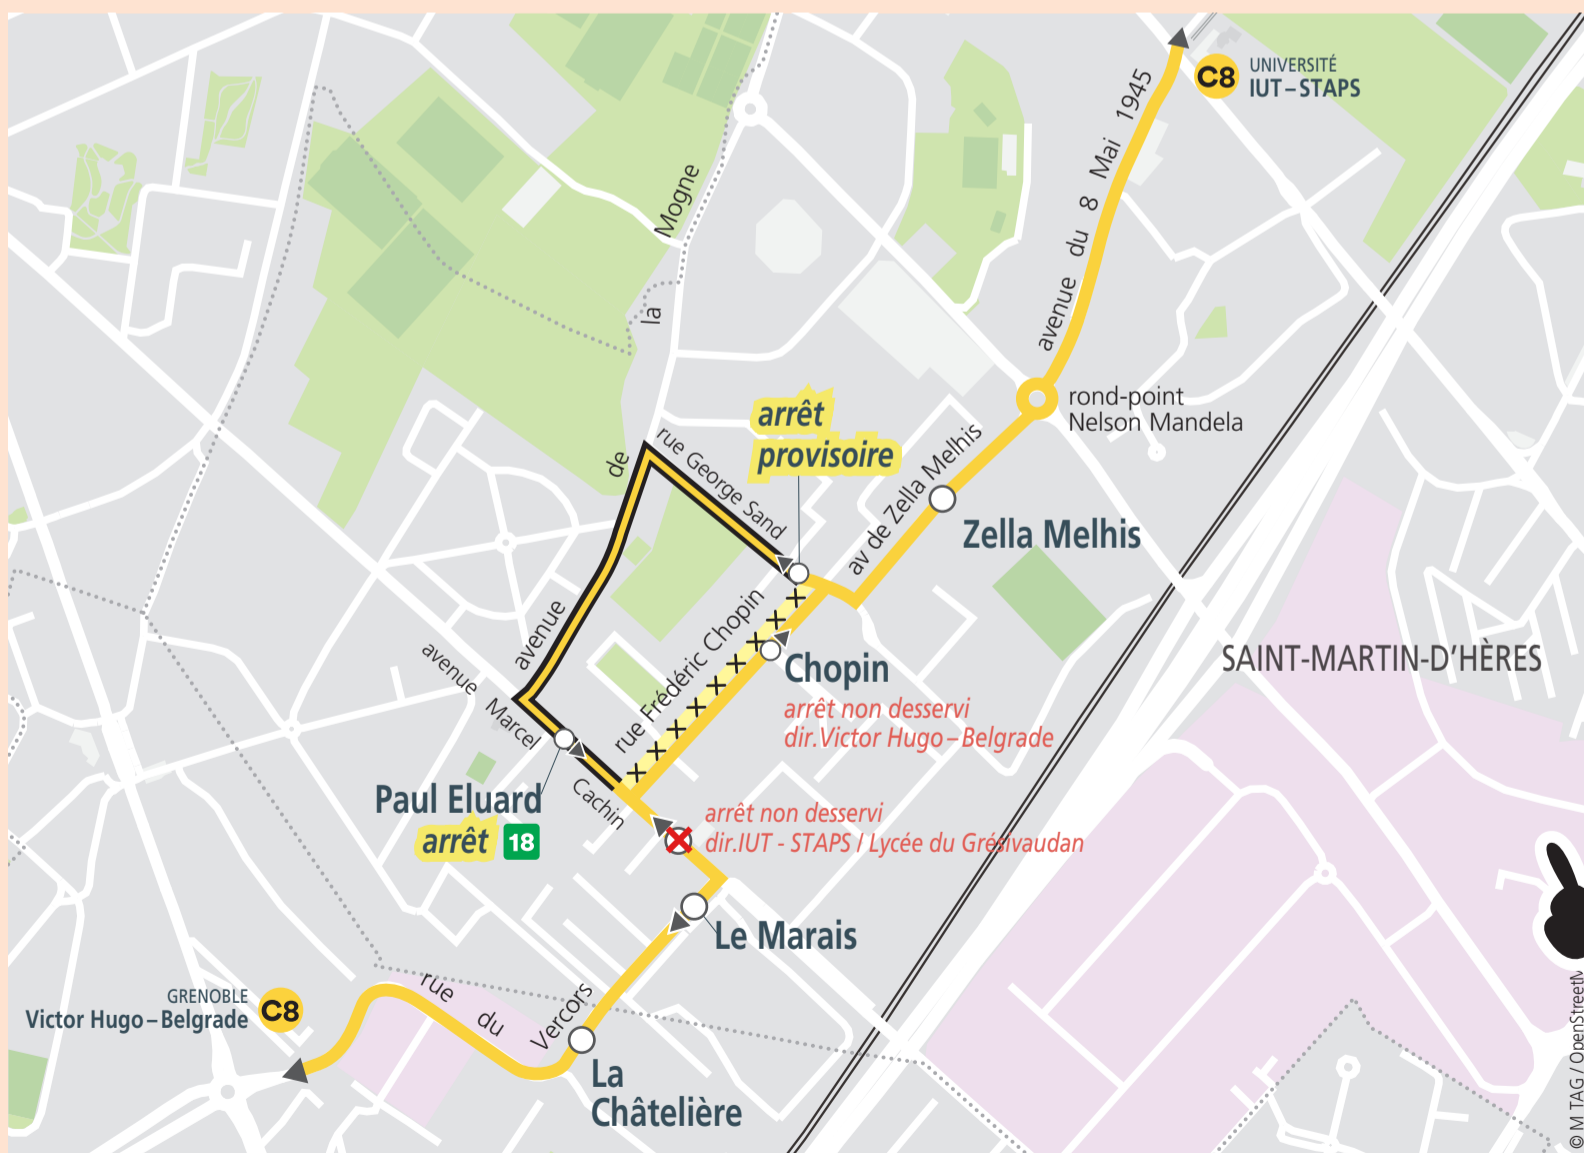 C8
UNIVERSITÉ
IUT – STAPS
avenue du 8 Mai 1945
avenue de la Mogne
rond-point
Nelson Mandela
arrêt
provisoire
rue George Sand
av de Zella Melhis
Zella Melhis
rue Frédéric Chopin
Chopin
arrêt non desservi
dir.Victor Hugo – Belgrade
SAINT-MARTIN-D'HÈRES
avenue Marcel Cachin
Paul Eluard
arrêt 18
arrêt non desservi
dir.IUT - STAPS / Lycée du Grésivaudan
Le Marais
rue du Vercors
GRENOBLE
Victor Hugo – Belgrade
C8
La
Châtelière
© M TAG / OpenStreetM